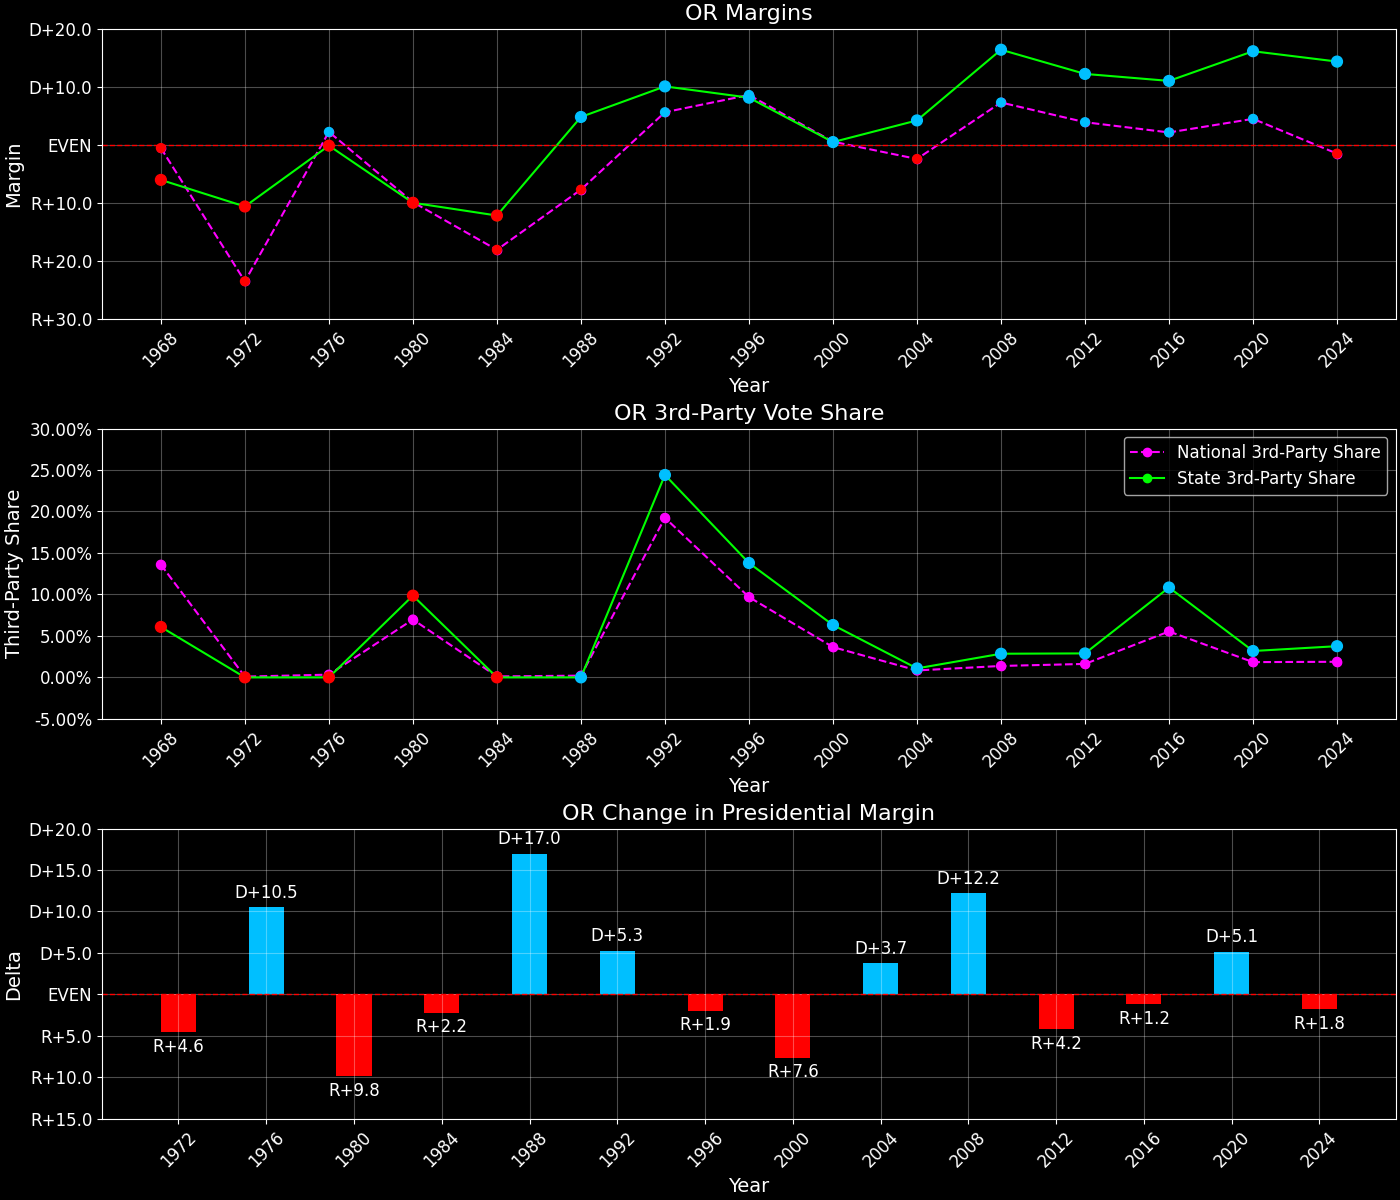 OR Margins
D+20.0
D+10.0
EVEN
R+10.0
R+20.0
R+30.0
Margin
1968 1972 1976 1980 1984 1988 1992 1996 2000 2004 2008 2012 2016 2020 2024
Year
OR 3rd-Party Vote Share
30.00%
25.00%
20.00%
15.00%
10.00%
5.00%
0.00%
-5.00%
Third-Party Share
National 3rd-Party Share
State 3rd-Party Share
1968 1972 1976 1980 1984 1988 1992 1996 2000 2004 2008 2012 2016 2020 2024
Year
OR Change in Presidential Margin
D+20.0
D+15.0
D+10.0
D+5.0
EVEN
R+5.0
R+10.0
R+15.0
Delta
R+4.6
D+10.5
R+9.8
R+2.2
D+17.0
D+5.3
R+1.9
R+7.6
D+3.7
D+12.2
R+4.2
R+1.2
D+5.1
R+1.8
1972 1976 1980 1984 1988 1992 1996 2000 2004 2008 2012 2016 2020 2024
Year